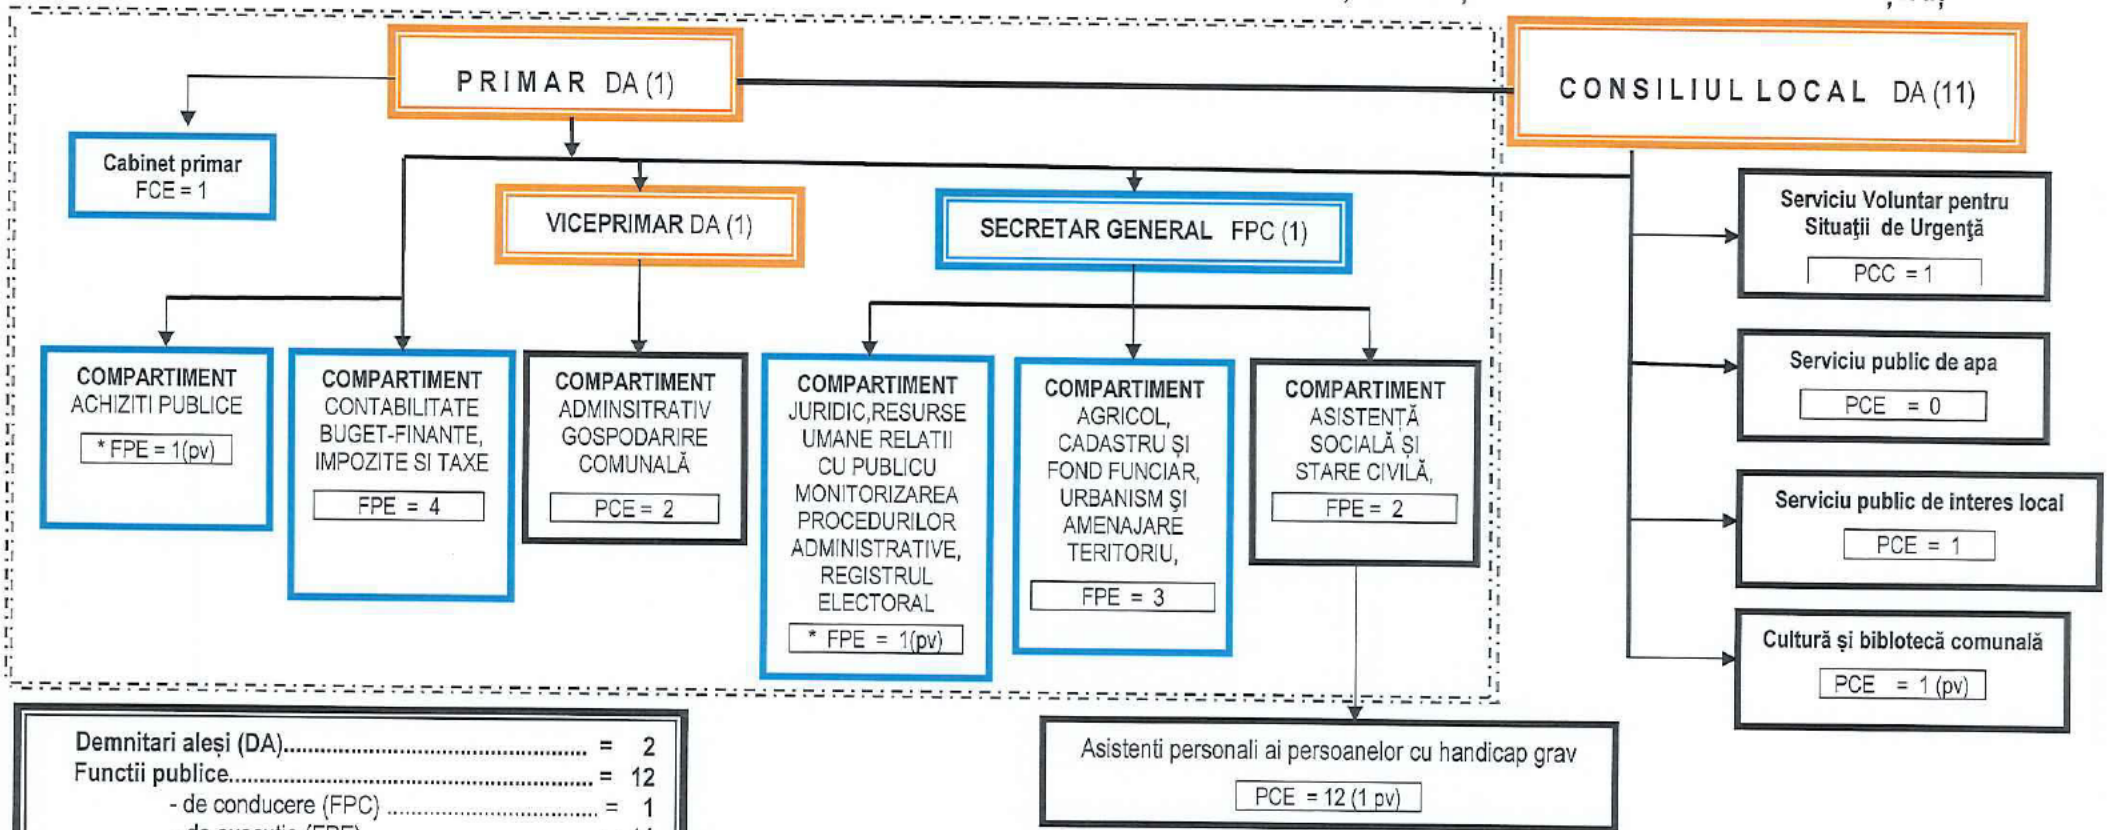 PRIMAR DA (1)
CONSILIUL LOCAL DA (11)
Cabinet primar
FCE = 1
VICEPRIMAR DA (1)
SECRETAR GENERAL FPC (1)
Serviciu Voluntar pentru
Situaţii de Urgenţă
PCC = 1
COMPARTIMENT
ACHIZITI PUBLICE
* FPE = 1(pv)
COMPARTIMENT
CONTABILITATE
BUGET-FINANTE,
IMPOZITE SI TAXE
FPE = 4
COMPARTIMENT
ADMINSITRATIV
GOSPODARIRE
COMUNALĂ
PCE = 2
COMPARTIMENT
JURIDIC,RESURSE
UMANE RELATII
CU PUBLICU
MONITORIZAREA
PROCEDURILOR
ADMINISTRATIVE,
REGISTRUL
ELECTORAL
* FPE = 1(pv)
COMPARTIMENT
AGRICOL,
CADASTRU ȘI
FOND FUNCIAR,
URBANISM ŞI
AMENAJARE
TERITORIU,
FPE = 3
COMPARTIMENT
ASISTENȚĂ
SOCIALĂ ȘI
STARE CIVILĂ,
FPE = 2
Serviciu public de apa
PCE = 0
Serviciu public de interes local
PCE = 1
Cultură și bibliotecă comunală
PCE = 1 (pv)
Asistenti personali ai persoanelor cu handicap grav
PCE = 12 (1 pv)
Demnitari aleși (DA)............................................... = 2
Functii publice......................................................... = 12
- de conducere (FPC) ................................. = 1